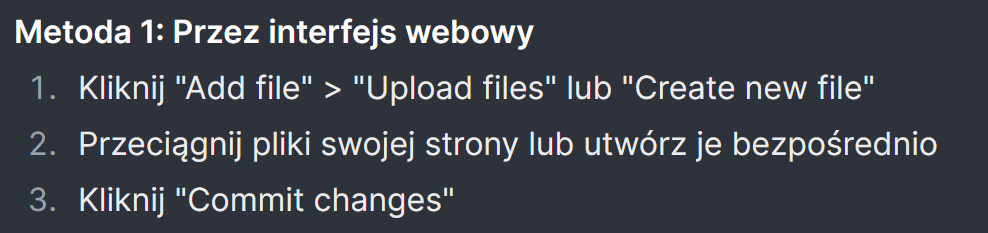 Metoda 1: Przez interfejs webowy
1. Kliknij "Add file" > "Upload files" lub "Create new file"
2. Przeciągnij pliki swojej strony lub utwórz je bezpośrednio
3. Kliknij "Commit changes"